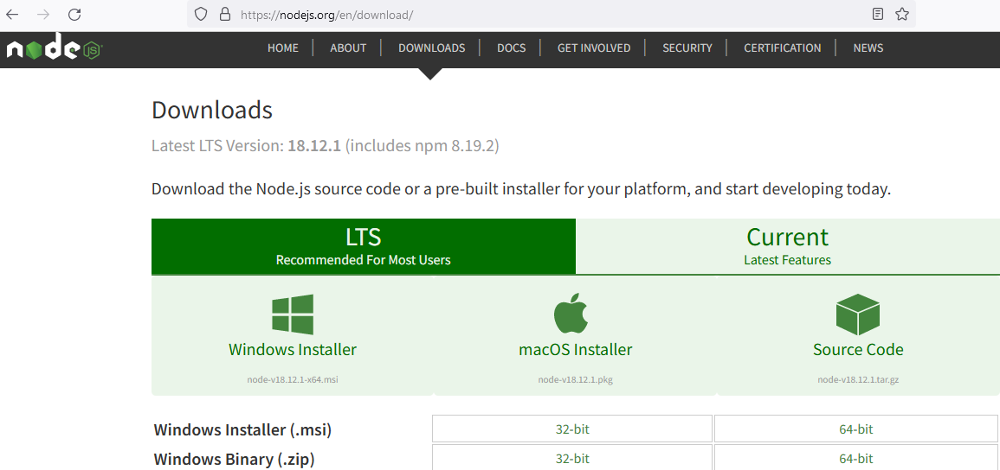 https://nodejs.org/en/download/
node JS
HOME | ABOUT | DOWNLOADS | DOCS | GET INVOLVED | SECURITY | CERTIFICATION | NEWS
Downloads
Latest LTS Version: 18.12.1 (includes npm 8.19.2)
Download the Node.js source code or a pre-built installer for your platform, and start developing today.
LTS
Recommended For Most Users
Current
Latest Features
Windows Installer
node-v18.12.1-x64.msi
macOS Installer
node-v18.12.1.pkg
Source Code
node-v18.12.1.tar.gz
Windows Installer (.msi) 32-bit 64-bit
Windows Binary (.zip) 32-bit 64-bit